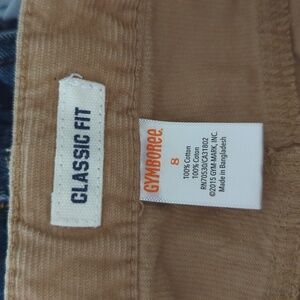 CLASSIC FIT
GYMBOREE.
8
100% Cotton
100% Coton
RN70530/CA31802
©2015 GYM-MARK, INC.
Made in Bangladesh